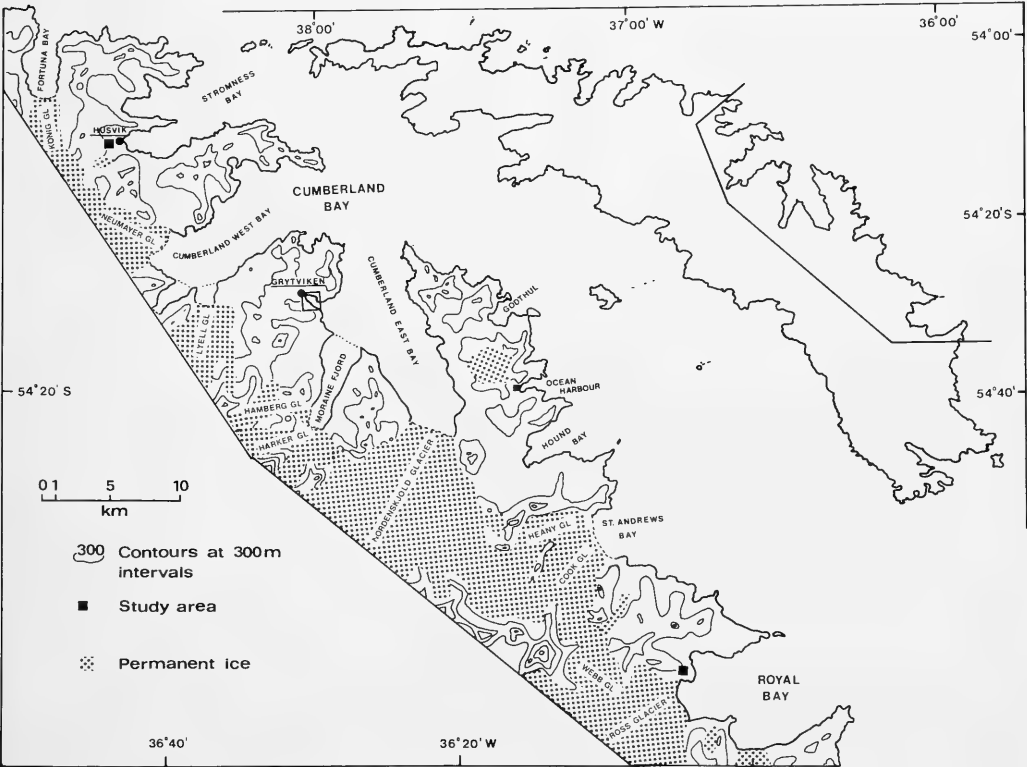 38°00'
37°00' W
36°00'
54°00'
FORTUNA BAY
STROMNESS
BAY
KONIG GL
HUSVIK
CUMBERLAND
BAY
54°20' S
NEUMAYER GL
CUMBERLAND WEST BAY
CUMBERLAND EAST BAY
GRYTVIKEN
GODTHUL
LYELL GL
MORAINE FJORD
OCEAN
HARBOUR
54°20' S
54°40'
HAMBERG GL
HARKER GL
HOUND
BAY
NORDENSKJOLD GLACIER
0 1 5 10
km
HEANY GL
ST. ANDREWS
BAY
COOK GL
300 Contours at 300m
intervals
Study area
Permanent ice
WEBB GL
ROYAL
BAY
ROSS GLACIER
36°40'
36°20' W